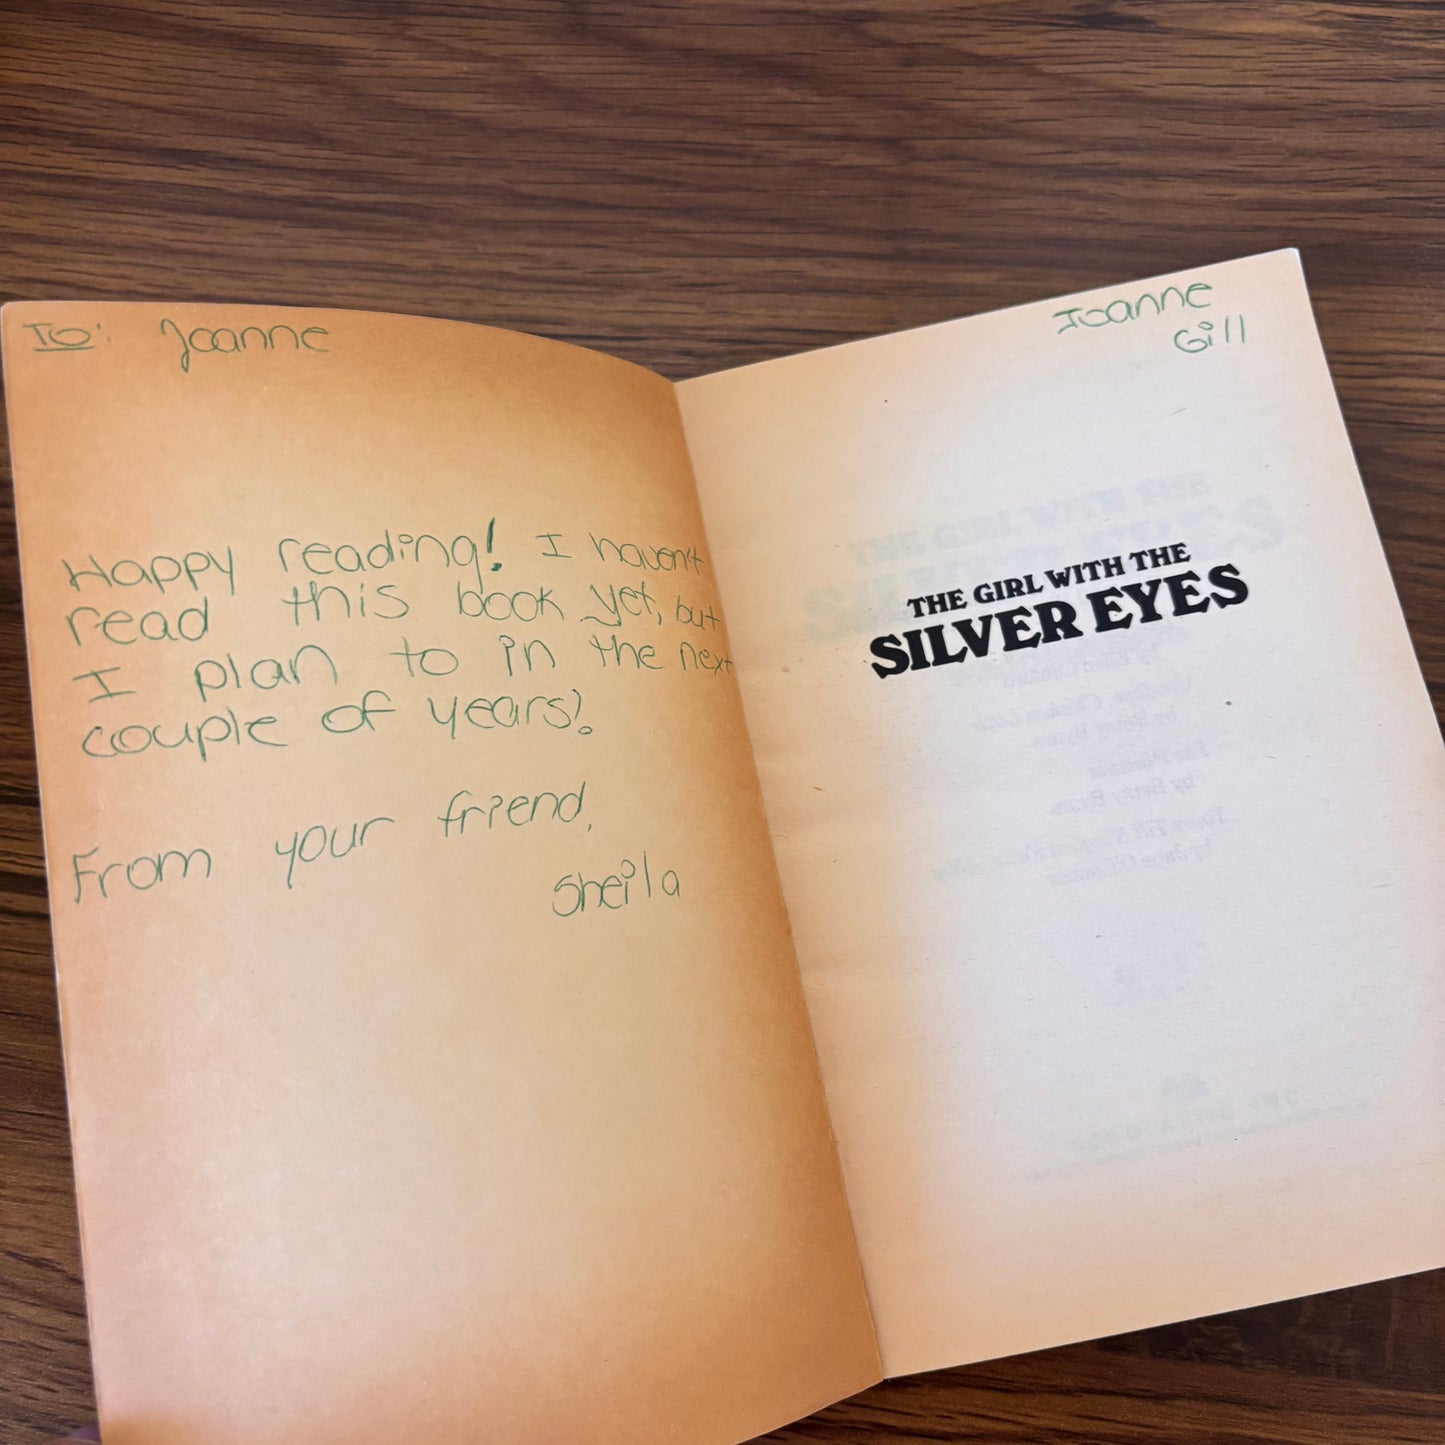 To: Joanne
Happy reading! I haven't
read this book yet, but
I plan to in the next
couple of years!
From your friend,
Sheila
Joanne
Gill
THE GIRL WITH THE
SILVER EYES